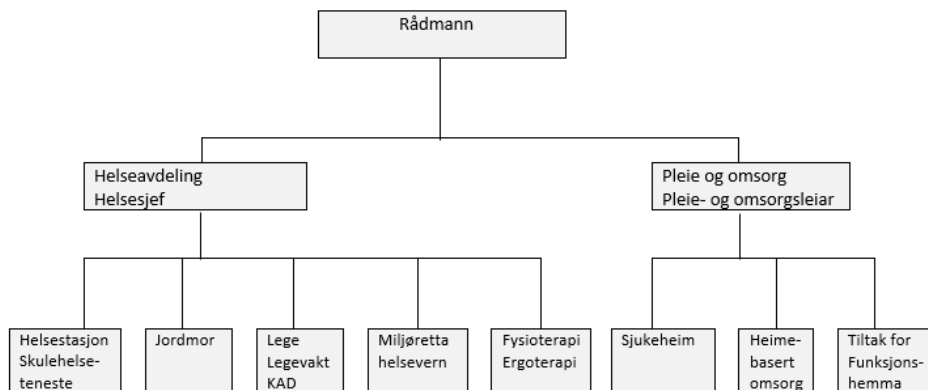 Rådmann
Helseavdeling
Helsesjef
Pleie og omsorg
Pleie- og omsorgsleiar
Helsestasjon
Skulehelse-
teneste
Jordmor
Lege
Legevakt
KAD
Miljøretta
helsevern
Fysioterapi
Ergoterapi
Sjukeheim
Heime-
basert
omsorg
Tiltak for
Funksjons-
hemma